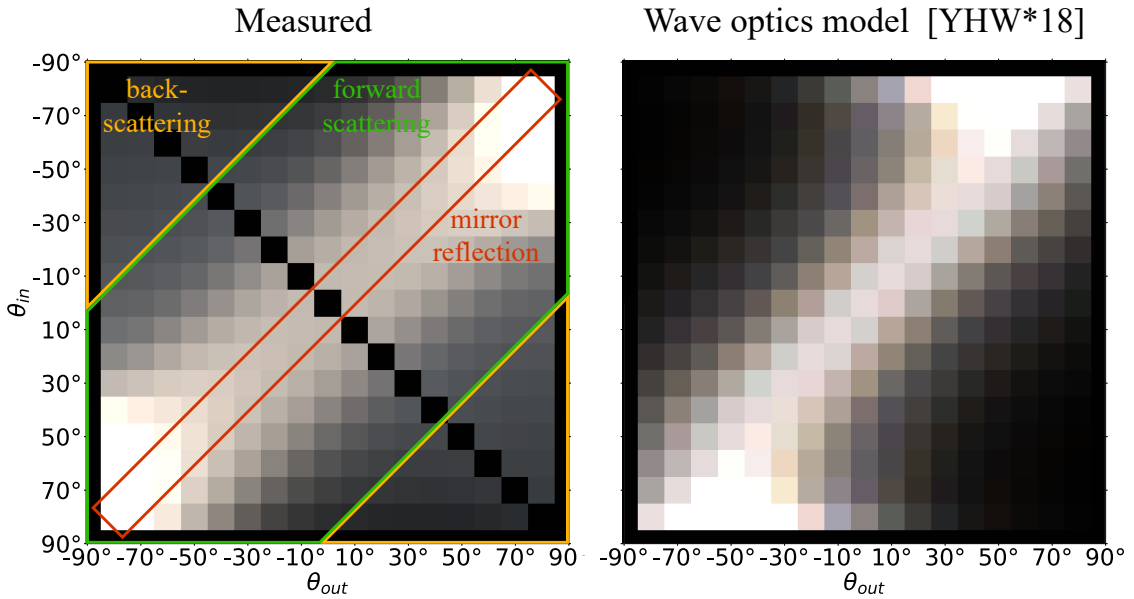 Measured
Wave optics model [YHW*18]
-90°
-70°
-50°
-30°
-10°
10°
30°
50°
70°
90°
θin
back-
scattering
forward
scattering
mirror
reflection
-90 -70 -50 -30 -10 10 30 50 70 90°
θout
-90 -70 -50 -30 -10 10 30 50 70 90°
θout